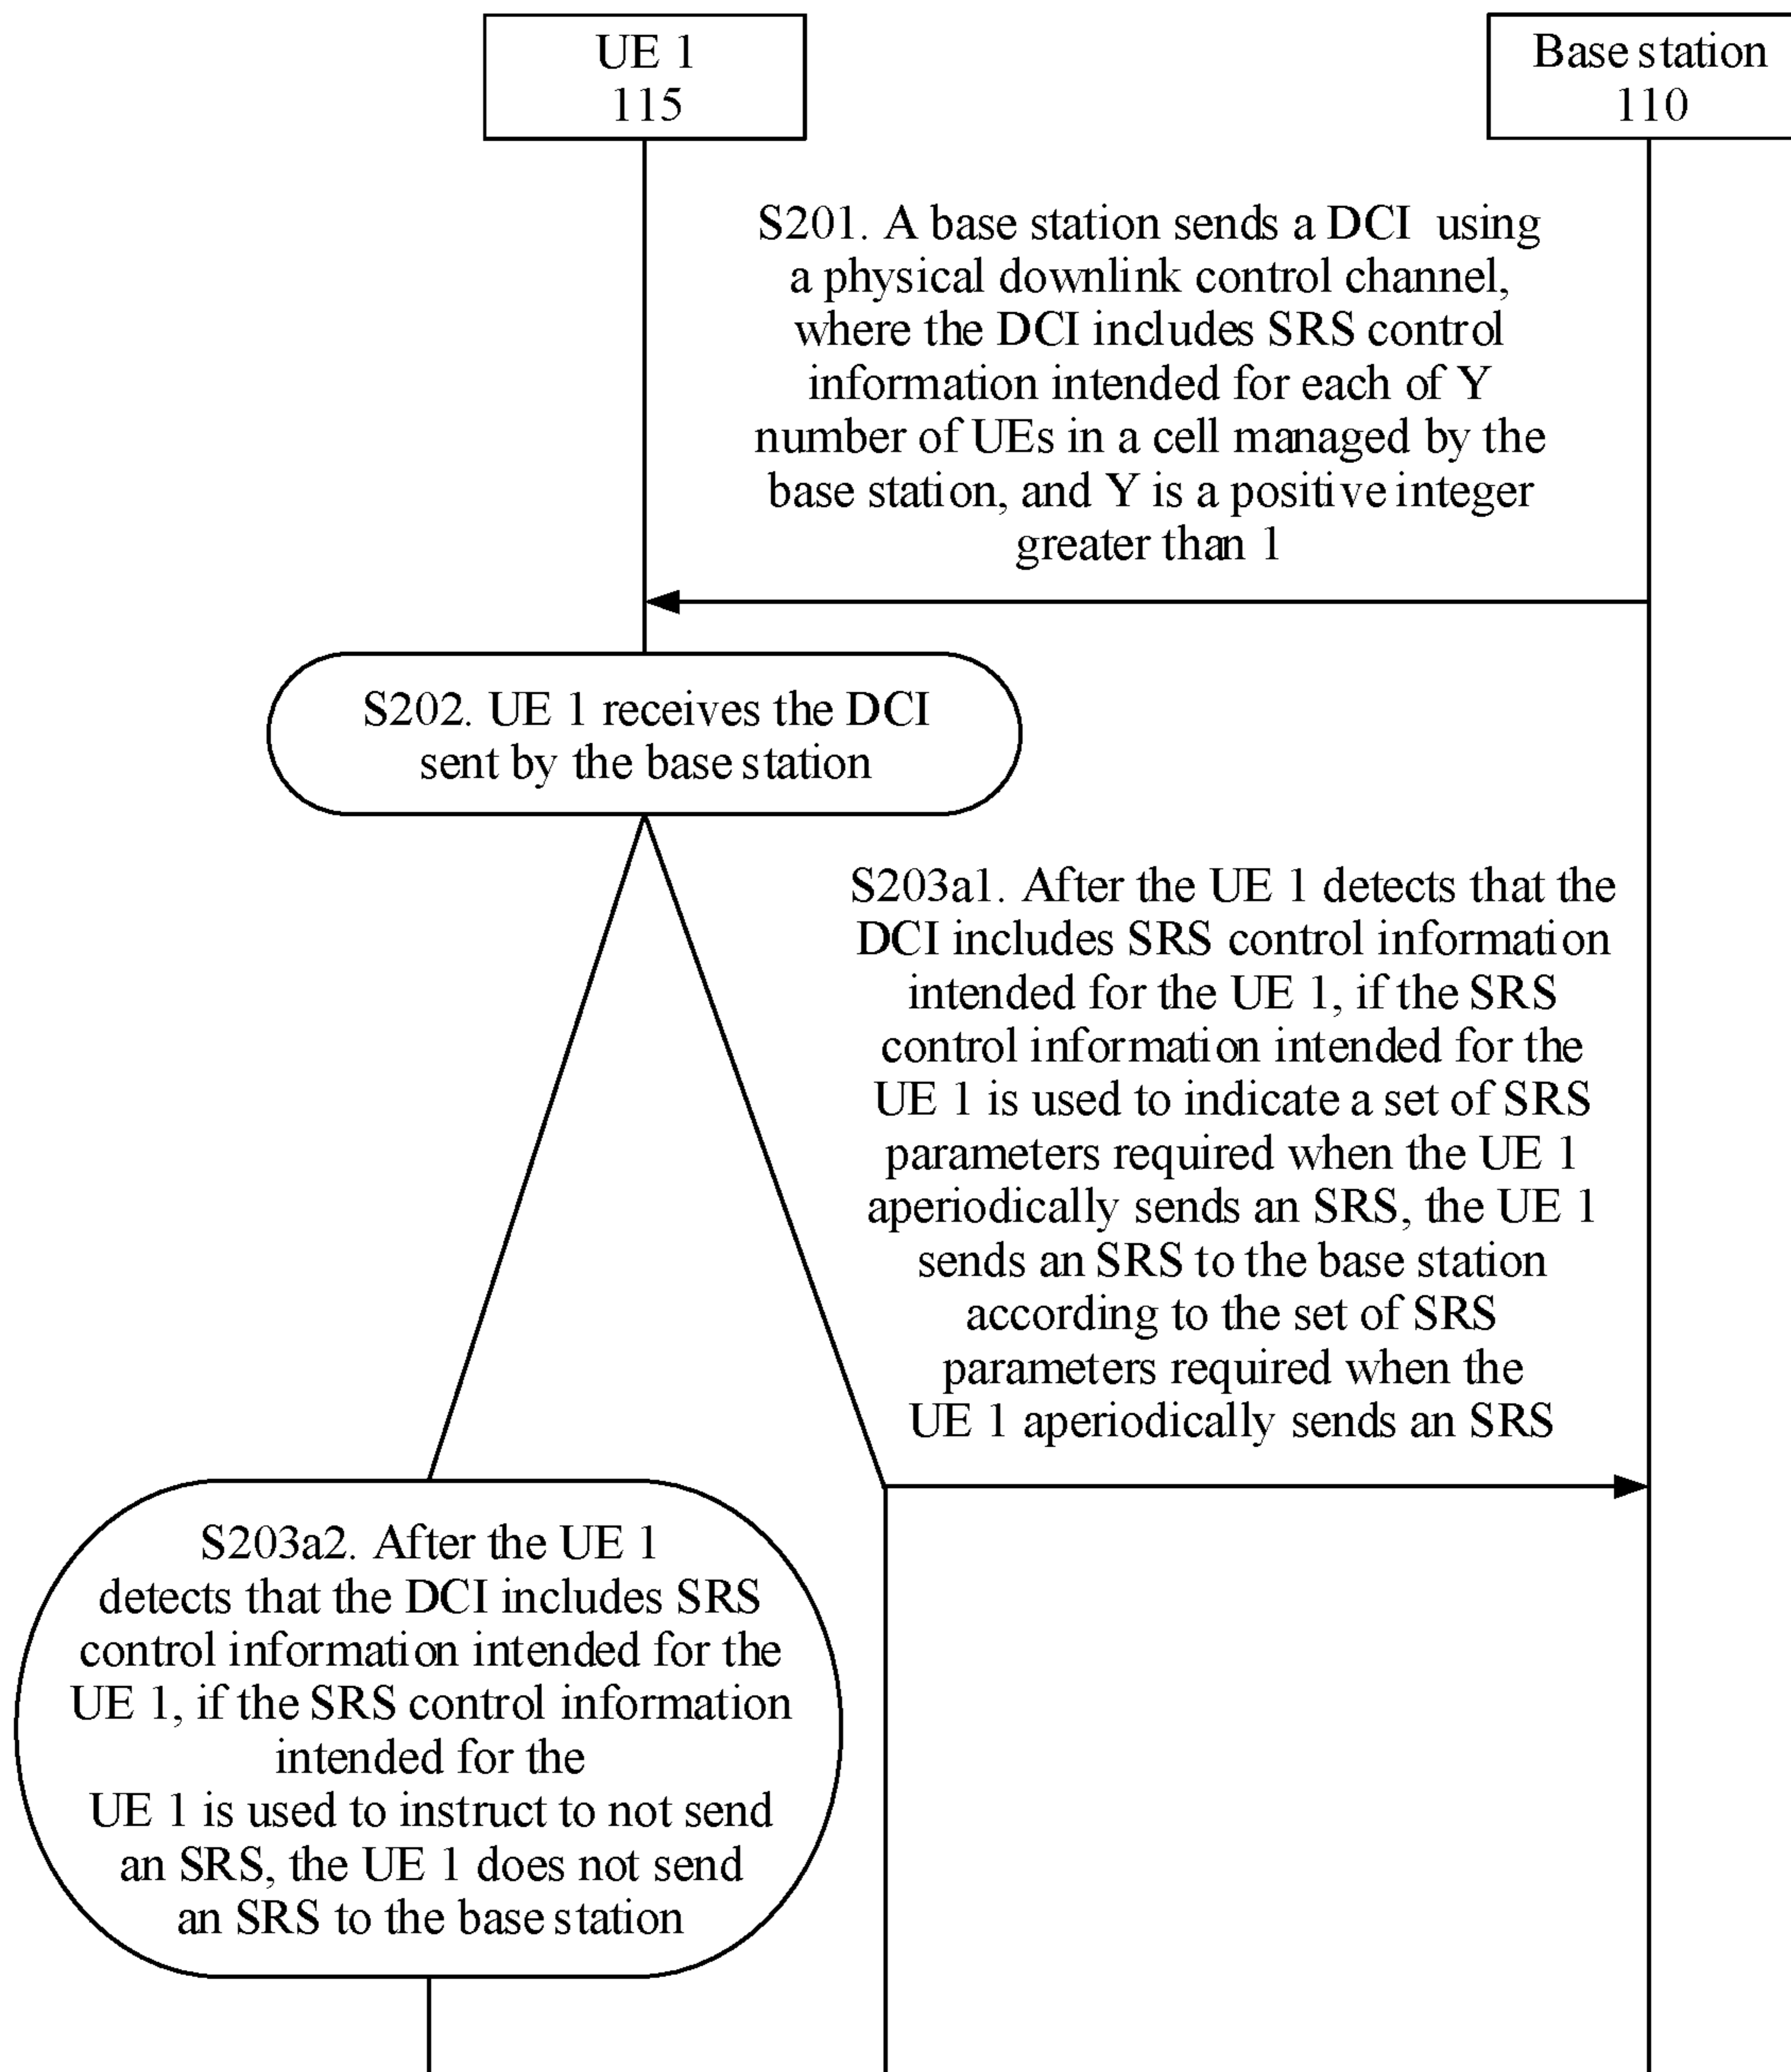 UE 1
115
Base station
110
S201. A base station sends a DCI using
a physical downlink control channel,
where the DCI includes SRS control
information intended for each of Y
number of UEs in a cell managed by the
base station, and Y is a positive integer
greater than 1
S202. UE 1 receives the DCI
sent by the base station
S203a1. After the UE 1 detects that the
DCI includes SRS control information
intended for the UE 1, if the SRS
control information intended for the
UE 1 is used to indicate a set of SRS
parameters required when the UE 1
aperiodically sends an SRS, the UE 1
sends an SRS to the base station
according to the set of SRS
parameters required when the
UE 1 aperiodically sends an SRS
S203a2. After the UE 1
detects that the DCI includes SRS
control information intended for the
UE 1, if the SRS control information
intended for the
UE 1 is used to instruct to not send
an SRS, the UE 1 does not send
an SRS to the base station